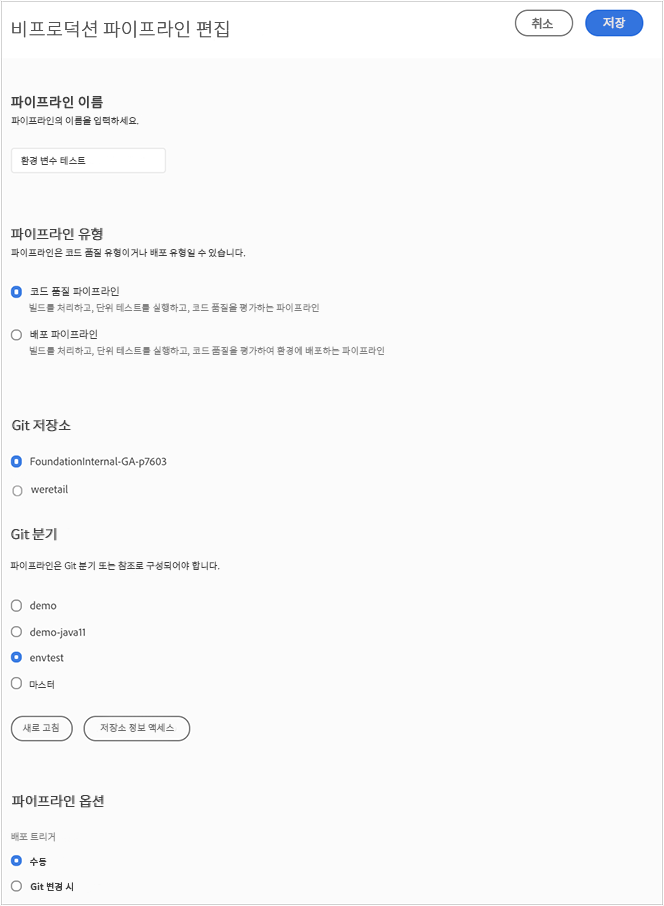 비프로덕션 파이프라인 편집
취소
저장
파이프라인 이름
파이프라인의 이름을 입력하세요.
환경 변수 테스트
파이프라인 유형
파이프라인은 코드 품질 유형이거나 배포 유형일 수 있습니다.
코드 품질 파이프라인
빌드를 처리하고, 단위 테스트를 실행하고, 코드 품질을 평가하는 파이프라인
배포 파이프라인
빌드를 처리하고, 단위 테스트를 실행하고, 코드 품질을 평가하여 환경에 배포하는 파이프라인
Git 저장소
FoundationInternal-GA-p7603
weretail
Git 분기
파이프라인은 Git 분기 또는 참조로 구성되어야 합니다.
demo
demo-java11
envtest
마스터
새로 고침
저장소 정보 액세스
파이프라인 옵션
배포 트리거
수동
Git 변경 시